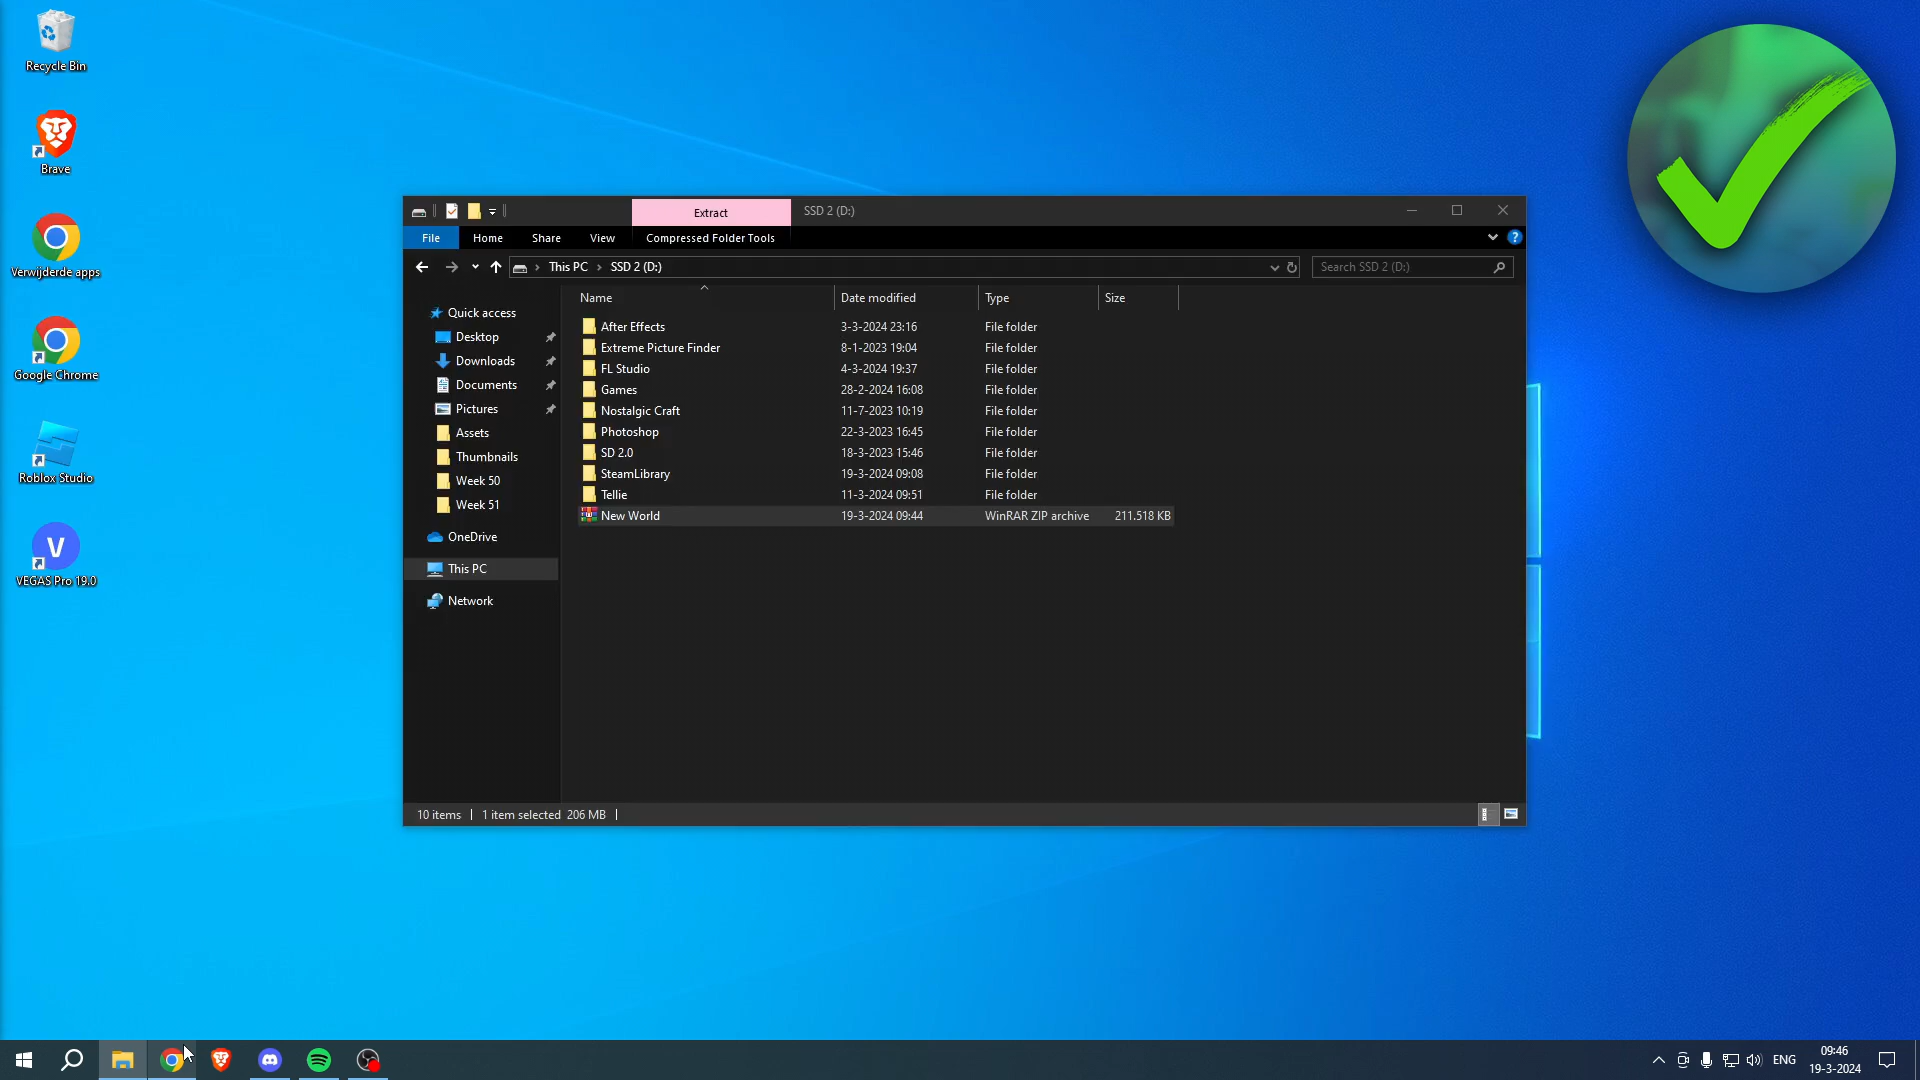 Recycle Bin
Brave
Verwijderde apps
Google Chrome
Roblox Studio
V
VEGAS Pro 19.0
Extract
SSD 2 (D:)
File
Home
Share
View
Compressed Folder Tools
?
This PC
SSD 2 (D:)
Search SSD 2 (D:)
Name
Date modified
Type
Size
Quick access
Desktop
Downloads
Documents
Pictures
Assets
Thumbnails
Week 50
Week 51
OneDrive
This PC
Network
After Effects 3-3-2024 23:16 File folder
Extreme Picture Finder 8-1-2023 19:04 File folder
FL Studio 4-3-2024 19:37 File folder
Games 28-2-2024 16:08 File folder
Nostalgic Craft 11-7-2023 10:19 File folder
Photoshop 22-3-2023 16:45 File folder
SD 2.0 18-3-2023 15:46 File folder
SteamLibrary 19-3-2024 09:08 File folder
Tellie 11-3-2024 09:51 File folder
New World 19-3-2024 09:44 WinRAR ZIP archive 211.518 KB
10 items
1 item selected 206 MB
ENG
09:46
19-3-2024